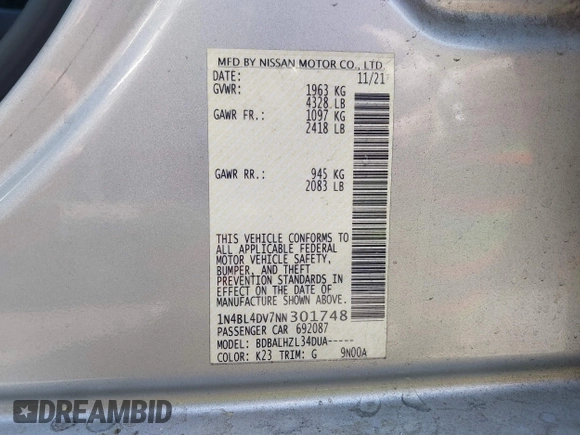 MFD BY NISSAN MOTOR CO., LTD.
DATE: 11/21
GVWR: 1963 KG
4328 LB
GAWR FR.: 1097 KG
2418 LB
GAWR RR.: 945 KG
2083 LB
THIS VEHICLE CONFORMS TO
ALL APPLICABLE FEDERAL
MOTOR VEHICLE SAFETY,
BUMPER, AND THEFT
PREVENTION STANDARDS IN
EFFECT ON THE DATE OF
MANUFACTURE SHOWN ABOVE.
1N4BL4DV7NN301748
PASSENGER CAR 692087
MODEL: BDBALHZL34DUA-----
COLOR: K23 TRIM: G 9N00A
DREAMBID